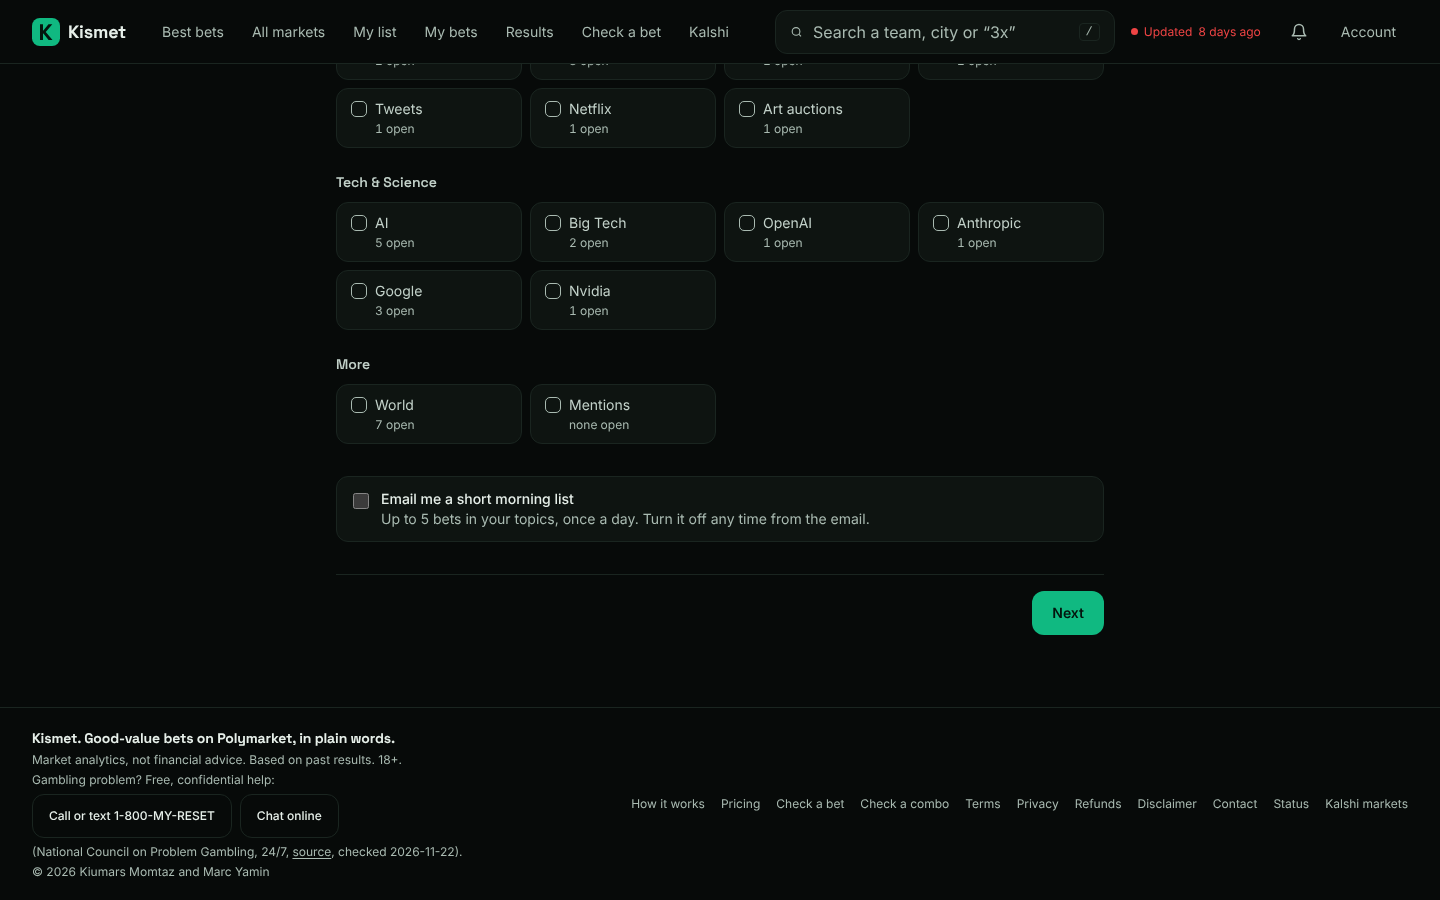 Kismet
Best bets
All markets
My list
My bets
Results
Check a bet
Kalshi
Search a team, city or “3x”
/
Updated 8 days ago
Account
Tweets
1 open
Netflix
1 open
Art auctions
1 open
Tech & Science
AI
5 open
Big Tech
2 open
OpenAI
1 open
Anthropic
1 open
Google
3 open
Nvidia
1 open
More
World
7 open
Mentions
none open
Email me a short morning list
Up to 5 bets in your topics, once a day. Turn it off any time from the email.
Next
Kismet. Good-value bets on Polymarket, in plain words.
Market analytics, not financial advice. Based on past results. 18+.
Gambling problem? Free, confidential help:
Call or text 1-800-MY-RESET
Chat online
(National Council on Problem Gambling, 24/7, source, checked 2026-11-22).
© 2026 Kiumars Momtaz and Marc Yamin
How it works
Pricing
Check a bet
Check a combo
Terms
Privacy
Refunds
Disclaimer
Contact
Status
Kalshi markets